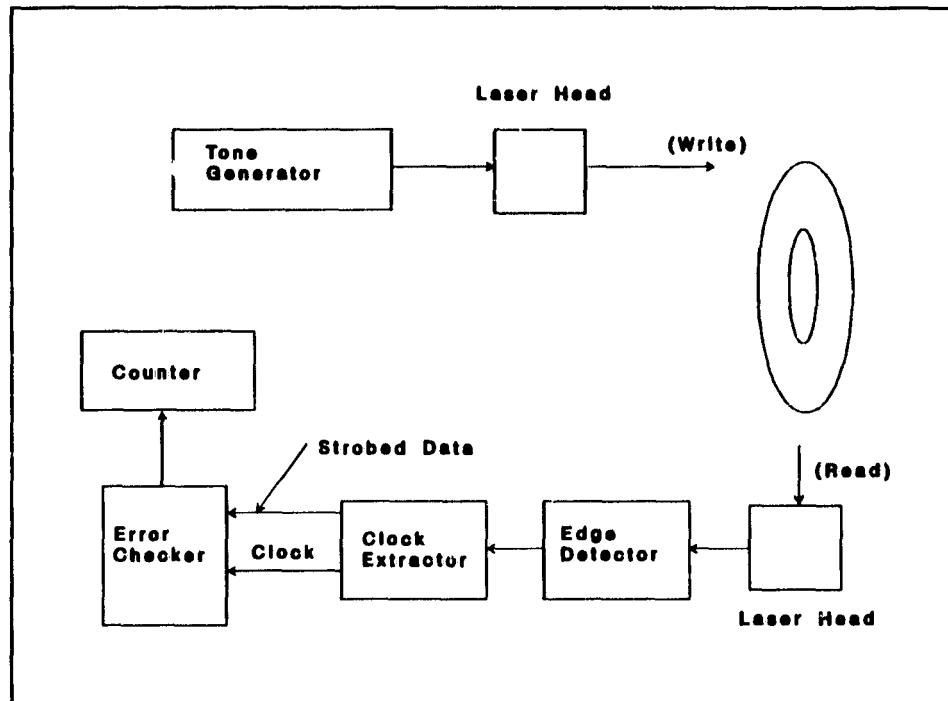 Laser Head
Tone
Generator
(Write)
Counter
Strobed Data
(Read)
Error
Checker
Clock
Clock
Extractor
Edge
Detector
Laser Head